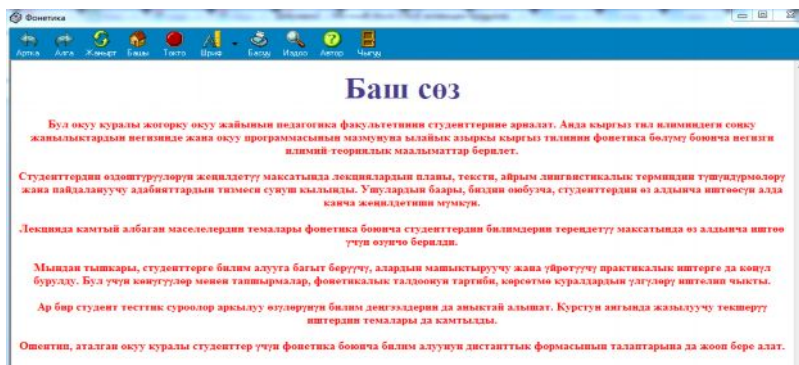 Фонетика
Артка Алга Жаңырт Башы Токто Шриф Басуу Издөө Автор Чыгуу
Баш сөз
Бул окуу куралы жогорку окуу жайынын педагогика факультетинин студенттерине арналат. Анда кыргыз тил илиминдеги соңку
жаңылыктардын негизинде жана окуу программасынын мазмунуна ылайык азыркы кыргыз тилинин фонетика бөлүмү боюнча негизги
илимий-теориялык маалыматтар берилет.
Студенттердин өздөштүрүүлөрүн жеңилдетүү максатында лекциялардын планы, тексти, айрым лингвистикалык терминдин түшүндүрмөлөрү
жана пайдалануучу адабияттардын тизмеси сунуш кылынды. Ушулардын баары, биздин оюбузча, студенттердин өз алдынча иштөөсүн алда
канча жеңилдетиши мүмкүн.
Лекцияда камтый албаган маселелердин темалары фонетика боюнча студенттердин билимдерин тереңдетүү максатында өз алдынча иштөө
үчүн өзүнчө берилди.
Мындан тышкары, студенттерге билим алууга багыт берүүчү, алардын машыктыруучу жана үйрөтүүчү практикалык иштерге да көңүл
бурулду. Бул үчүн көнүгүүлөр менен тапшырмалар, фонетикалык талдоонун тартиби, көрсөтмө куралдардын үлгүлөрү иштелип чыкты.
Ар бир студент тесттик суроолор аркылуу өзүлөрүнүн билим деңгээлдерин да аныктай алышат. Курстун аягында жазылуучу текшерүү
иштердин темалары да камтылды.
Ошентип, аталган окуу куралы студенттер үчүн фонетика боюнча билим алуунун дистанттык формасынын талаптарына да жооп бере алат.